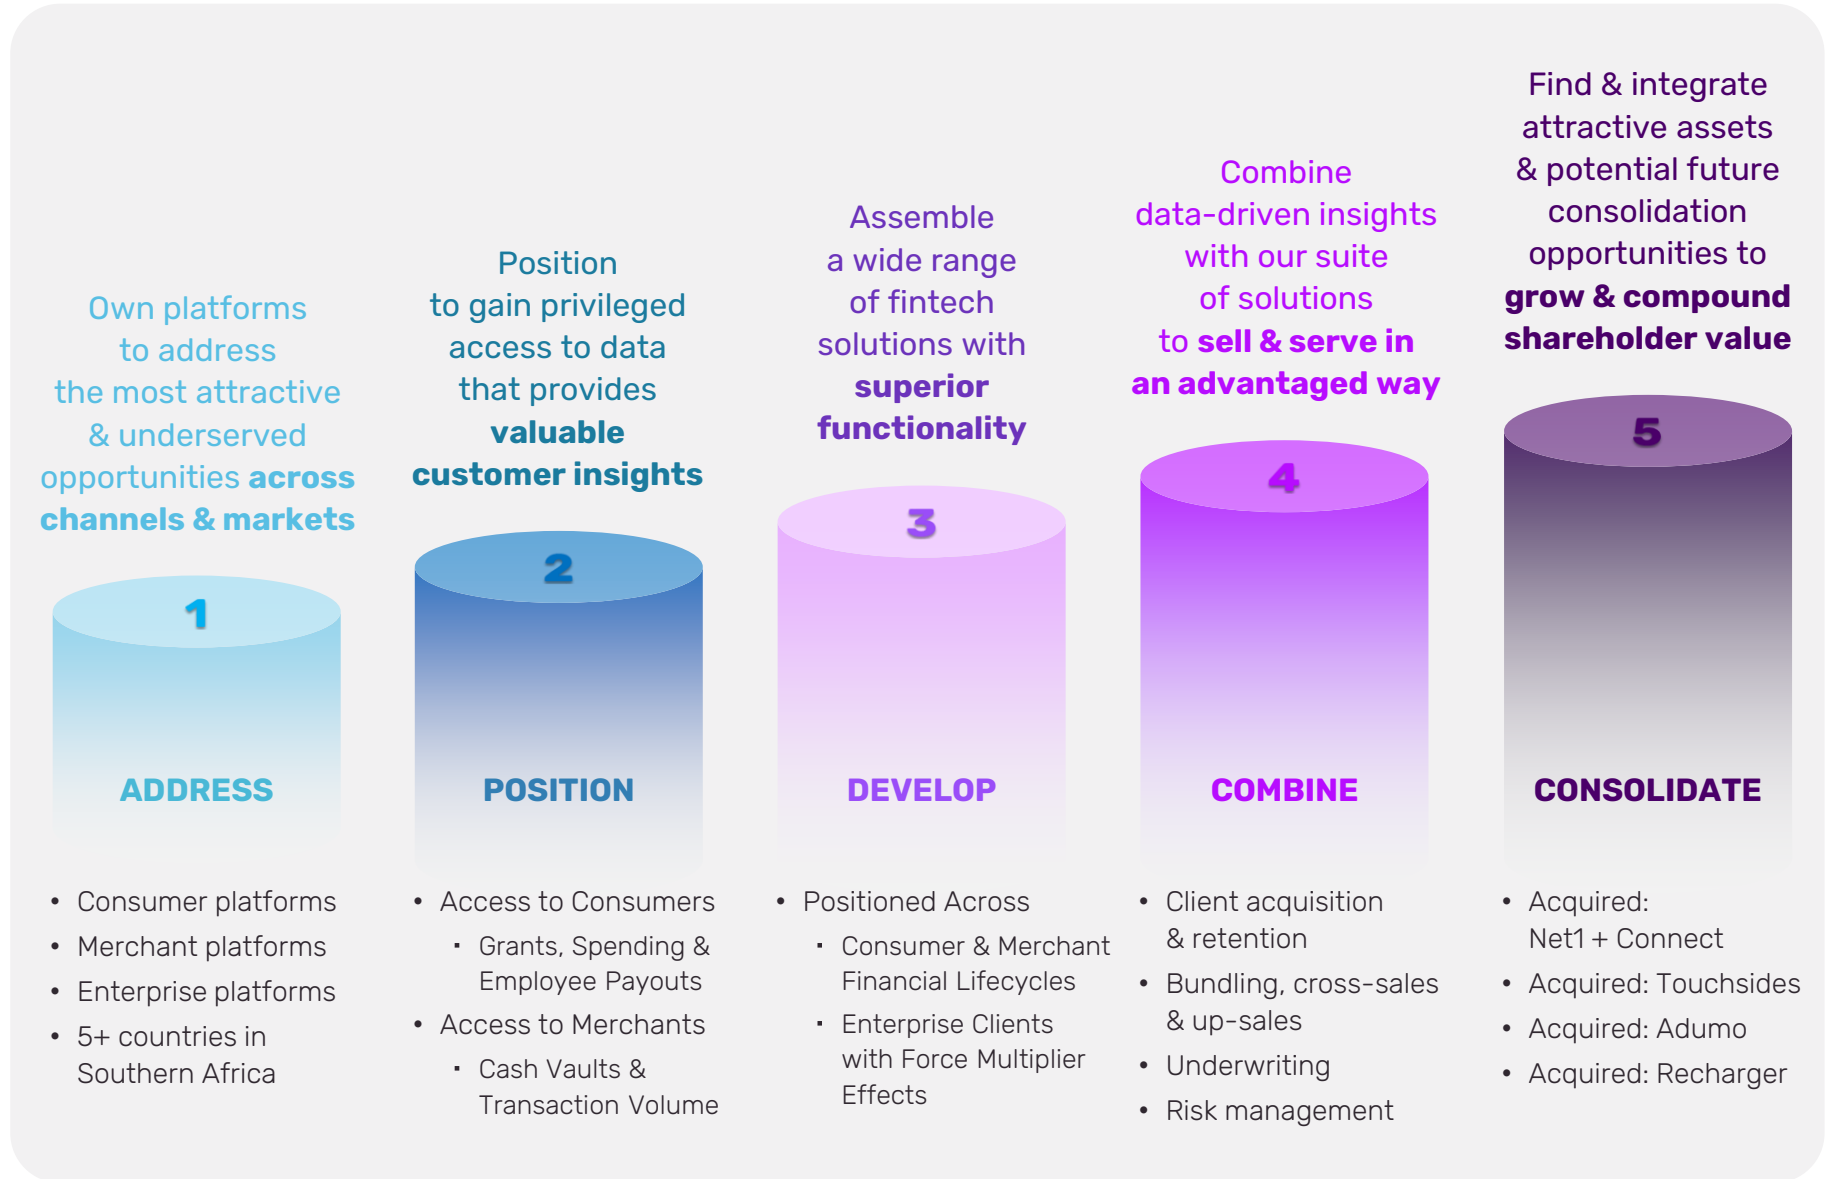 Own platforms
to address
the most attractive
& underserved
opportunities across
channels & markets
1
ADDRESS
• Consumer platforms
• Merchant platforms
• Enterprise platforms
• 5+ countries in
Southern Africa
Position
to gain privileged
access to data
that provides
valuable
customer insights
2
POSITION
• Access to Consumers
▪ Grants, Spending &
Employee Payouts
• Access to Merchants
▪ Cash Vaults &
Transaction Volume
Assemble
a wide range
of fintech
solutions with
superior
functionality
3
DEVELOP
• Positioned Across
▪ Consumer & Merchant
Financial Lifecycles
▪ Enterprise Clients
with Force Multiplier
Effects
Combine
data-driven insights
with our suite
of solutions
to sell & serve in
an advantaged way
4
COMBINE
• Client acquisition
& retention
• Bundling, cross-sales
& up-sales
• Underwriting
• Risk management
Find & integrate
attractive assets
& potential future
consolidation
opportunities to
grow & compound
shareholder value
5
CONSOLIDATE
• Acquired:
Net1 + Connect
• Acquired: Touchsides
• Acquired: Adumo
• Acquired: Recharger